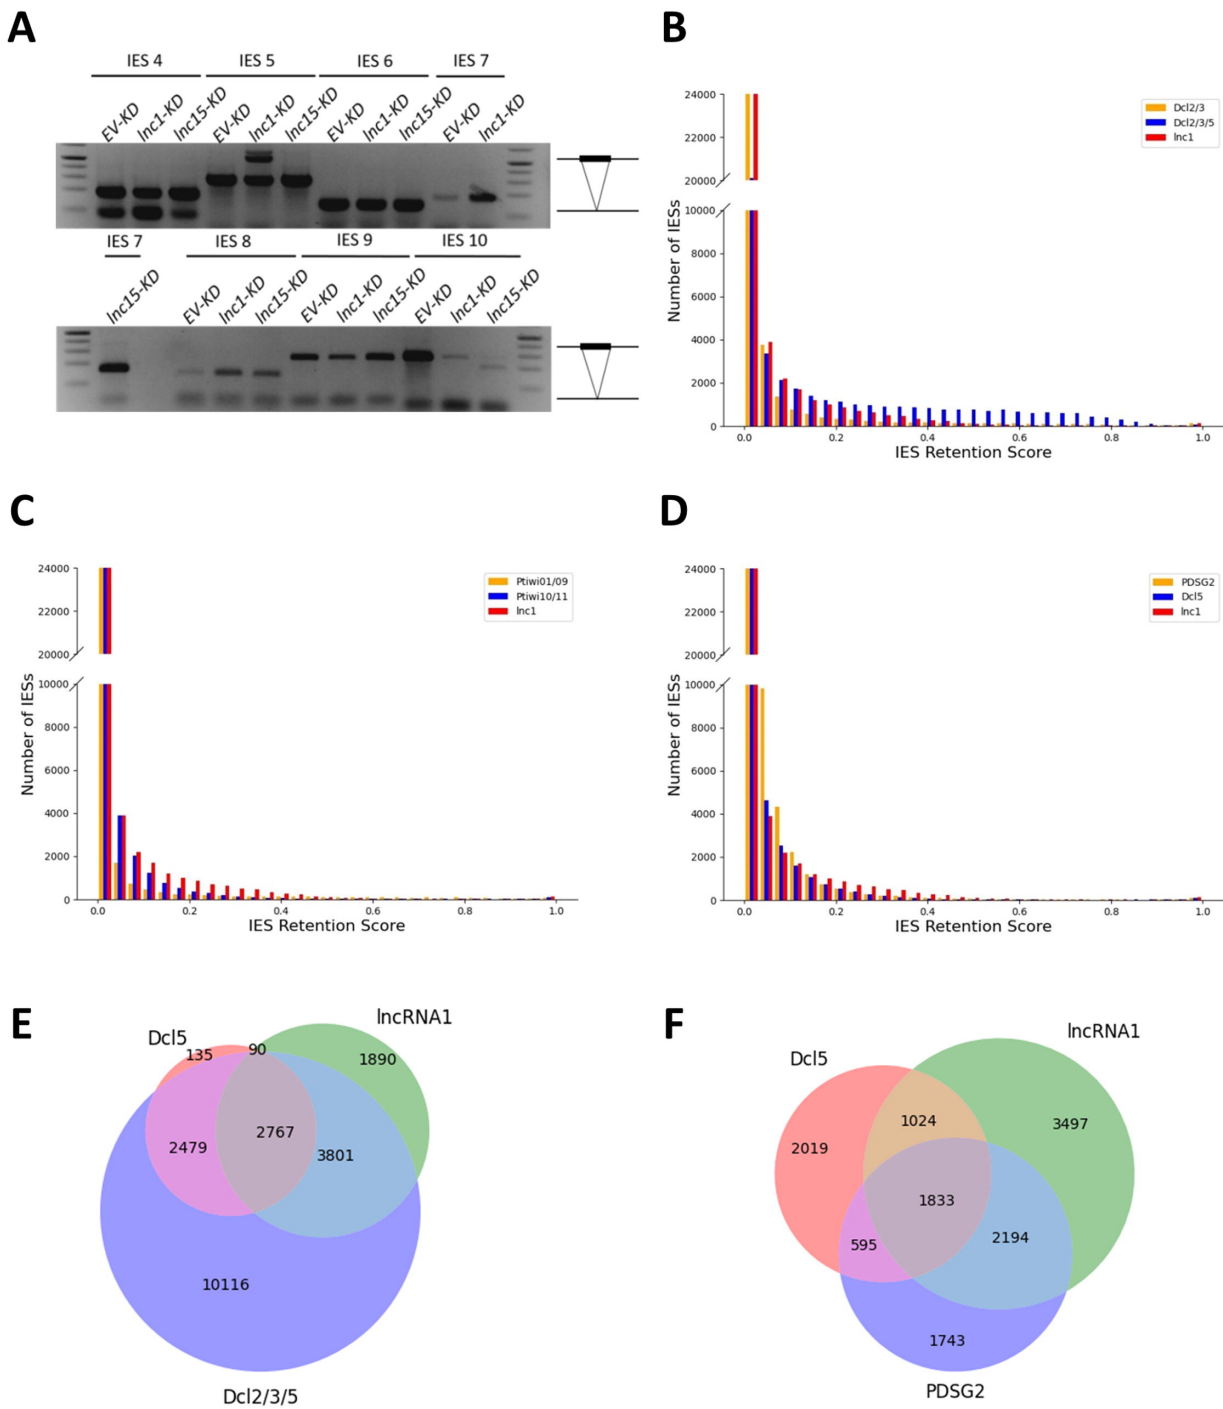 A
IES 4 IES 5 IES 6 IES 7
EV-KD lnc1-KD lnc15-KD EV-KD lnc1-KD lnc15-KD EV-KD lnc1-KD lnc15-KD EV-KD lnc1-KD
IES 7 IES 8 IES 9 IES 10
lnc15-KD EV-KD lnc1-KD lnc15-KD EV-KD lnc1-KD lnc15-KD EV-KD lnc1-KD lnc15-KD
B
Number of IESs
24000
22000
20000
10000
8000
6000
4000
2000
0
0.0 0.2 0.4 0.6 0.8 1.0
IES Retention Score
Dcl2/3
Dcl2/3/5
lnc1
C
Number of IESs
24000
22000
20000
10000
8000
6000
4000
2000
0
0.0 0.2 0.4 0.6 0.8 1.0
IES Retention Score
Ptiwi01/09
Ptiwi10/11
lnc1
D
Number of IESs
24000
22000
20000
10000
8000
6000
4000
2000
0
0.0 0.2 0.4 0.6 0.8 1.0
IES Retention Score
PDSG2
Dcl5
lnc1
E
lncRNA1
Dcl5
135 90 1890
2479 2767 3801
10116
Dcl2/3/5
F
lncRNA1
Dcl5
2019 1024 3497
1833
595 2194
1743
PDSG2